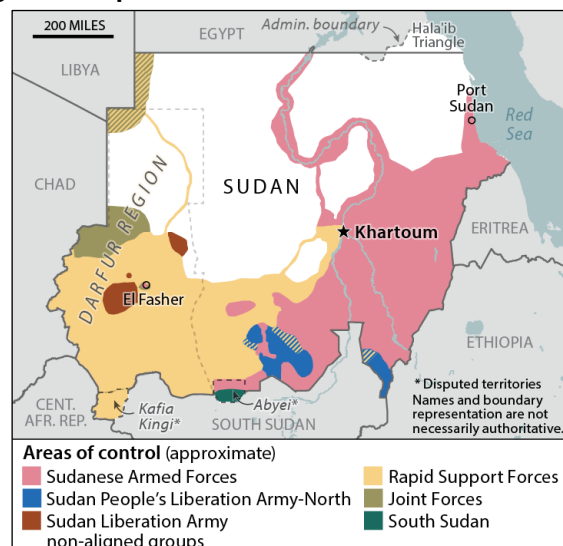 200 MILES
EGYPT
Admin. boundary
Hala'ib
Triangle
LIBYA
Port
Sudan
Red
Sea
CHAD
DARFUR REGION
SUDAN
Khartoum
ERITREA
El Fasher
ETHIOPIA
* Disputed territories
Names and boundary
representation are not
necessarily authoritative.
CENT.
AFR. REP.
Kafia
Kingi*
Abyei*
SOUTH SUDAN
Areas of control (approximate)
Sudanese Armed Forces
Rapid Support Forces
Sudan People's Liberation Army-North
Joint Forces
Sudan Liberation Army
non-aligned groups
South Sudan